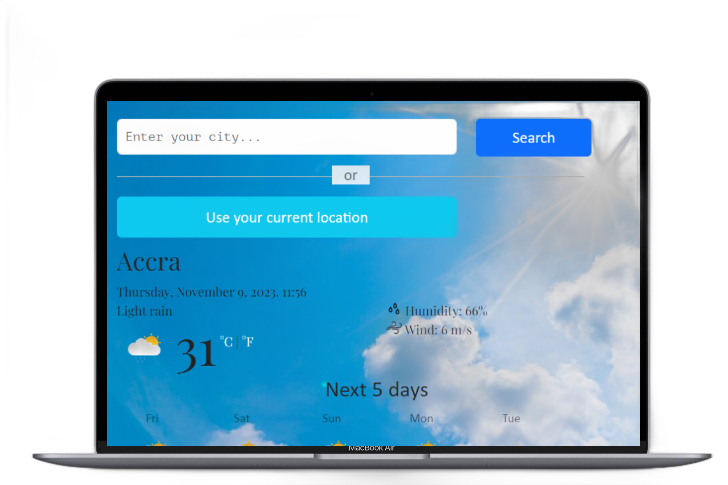 Enter your city...
Search
or
Use your current location
Accra
Thursday, November 9, 2023. 11:56
Light rain
Humidity: 66%
Wind: 6 m/s
31 °C °F
Next 5 days
Fri Sat Sun Mon Tue
MacBook Air